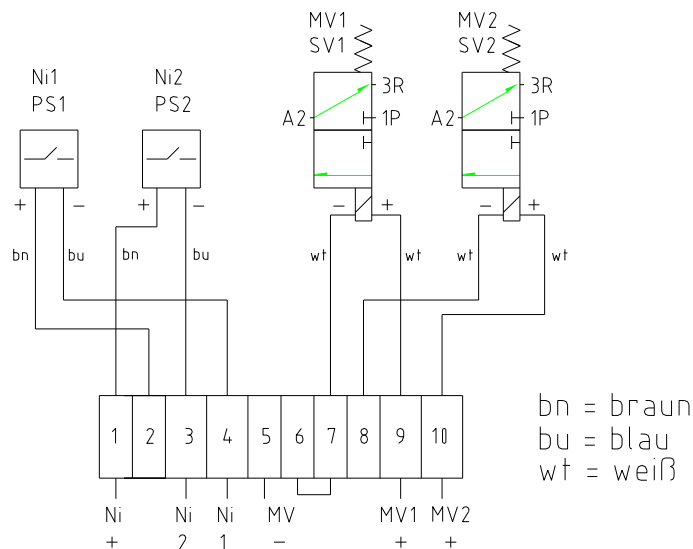 MV1
SV1
MV2
SV2
Ni1
PS1
Ni2
PS2
3R
A2
1P
3R
A2
1P
+ −
+ −
− +
− +
bn
bu
bn
bu
wt
wt
wt
wt
1 2 3 4 5 6 7 8 9 10
bn = braun
bu = blau
wt = weiß
Ni
+
Ni
2
Ni
1
MV
−
MV1
+
MV2
+